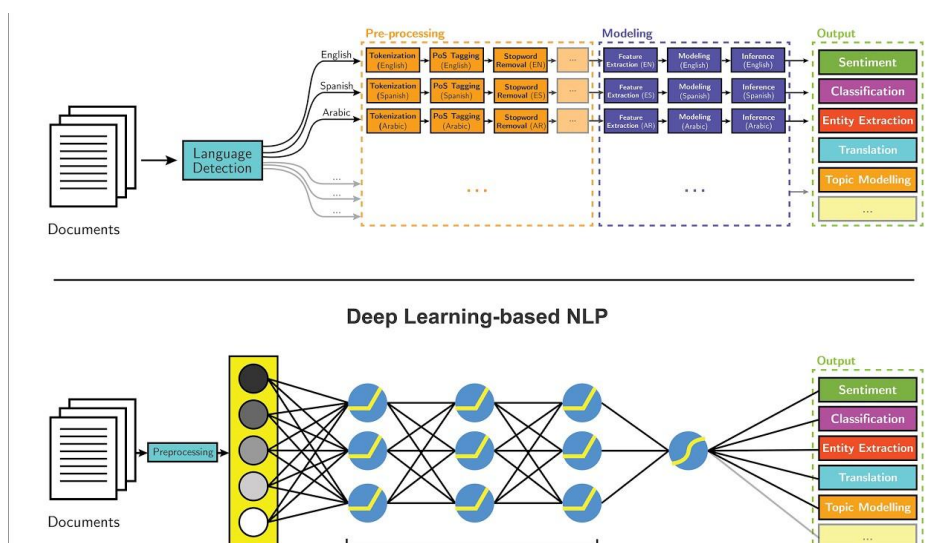 Pre-processing
Modeling
Output
English
Tokenization
(English)
PoS Tagging
(English)
Stopword
Removal (EN)
...
Feature
Extraction (EN)
Modeling
(English)
Inference
(English)
Sentiment
Spanish
Tokenization
(Spanish)
PoS Tagging
(Spanish)
Stopword
Removal (ES)
...
Feature
Extraction (ES)
Modeling
(Spanish)
Inference
(Spanish)
Classification
Arabic
Tokenization
(Arabic)
PoS Tagging
(Arabic)
Stopword
Removal (AR)
...
Feature
Extraction (AR)
Modeling
(Arabic)
Inference
(Arabic)
Entity Extraction
Language
Detection
Translation
...
...
...
...
...
Topic Modelling
...
Documents
Deep Learning-based NLP
Output
Sentiment
Classification
Entity Extraction
Preprocessing
Translation
Topic Modelling
Documents
...